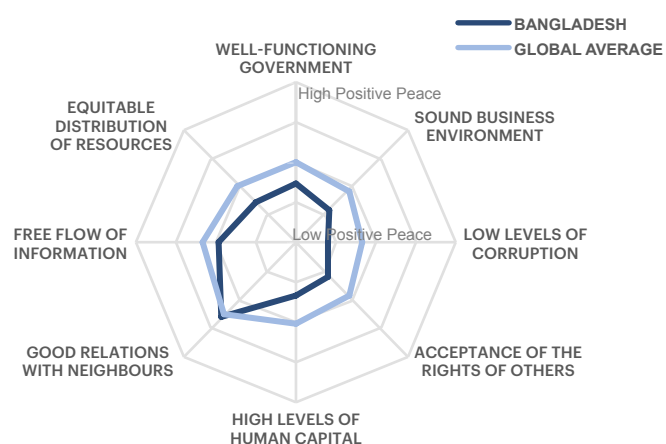 BANGLADESH
GLOBAL AVERAGE
WELL-FUNCTIONING
GOVERNMENT
High Positive Peace
SOUND BUSINESS
ENVIRONMENT
EQUITABLE
DISTRIBUTION
OF RESOURCES
FREE FLOW OF
INFORMATION
Low Positive Peace
LOW LEVELS OF
CORRUPTION
GOOD RELATIONS
WITH NEIGHBOURS
ACCEPTANCE OF THE
RIGHTS OF OTHERS
HIGH LEVELS OF
HUMAN CAPITAL